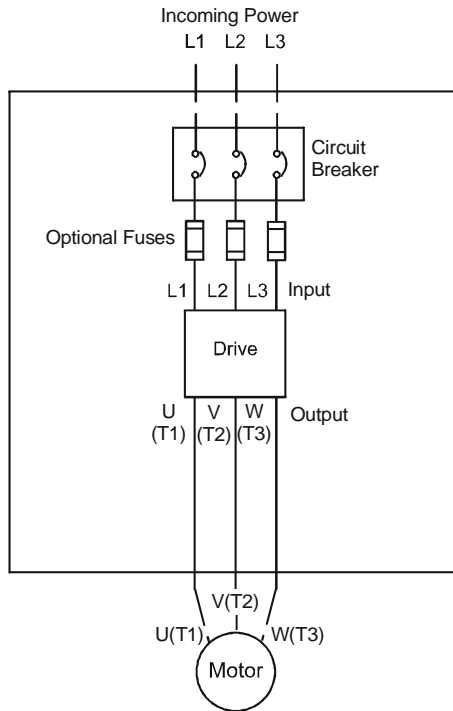 Incoming Power
L1 L2 L3
Circuit
Breaker
Optional Fuses
L1 L2 L3 Input
Drive
U V W Output
(T1) (T2) (T3)
V(T2)
U(T1) W(T3)
Motor